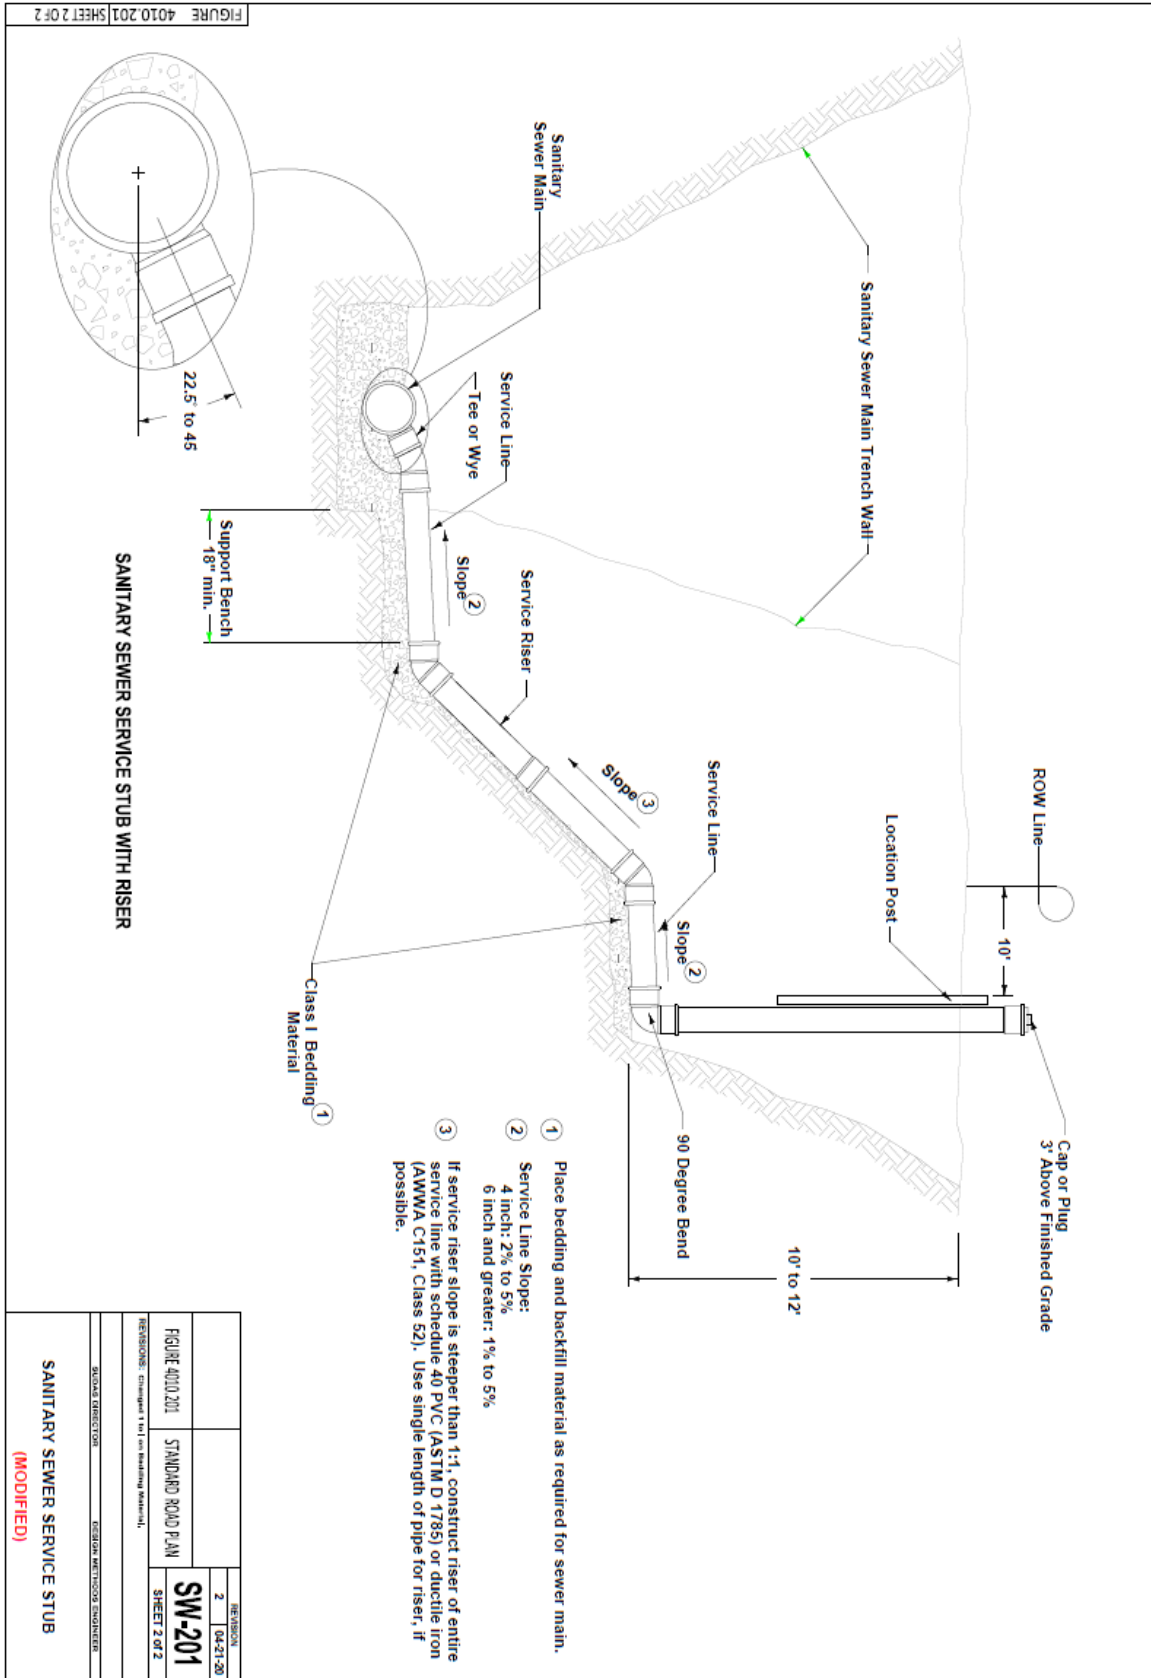 FIGURE 4010.201 SHEET 2 OF 2
ROW Line
10'
Cap or Plug
3' Above Finished Grade
Location Post
Sanitary Sewer Main Trench Wall
10' to 12'
Service Line
Slope 2
90 Degree Bend
Slope 3
Service Riser
Sanitary
Sewer Main
Service Line
Tee or Wye
Slope 2
22.5° to 45
Support Bench
18" min.
Class I Bedding 1
Material
SANITARY SEWER SERVICE STUB WITH RISER
1 Place bedding and backfill material as required for sewer main.
2 Service Line Slope:
4 inch: 2% to 5%
6 inch and greater: 1% to 5%
3 If service riser slope is steeper than 1:1, construct riser of entire
service line with schedule 40 PVC (ASTM D 1785) or ductile iron
(AWWA C151, Class 52). Use single length of pipe for riser, if
possible.
FIGURE 4010.201
STANDARD ROAD PLAN
REVISION
2 04-21-20
SW-201
SHEET 2 of 2
REVISIONS: Changed 1 to I on Bedding Material.
SUDAS DIRECTOR
DESIGN METHODS ENGINEER
SANITARY SEWER SERVICE STUB
(MODIFIED)